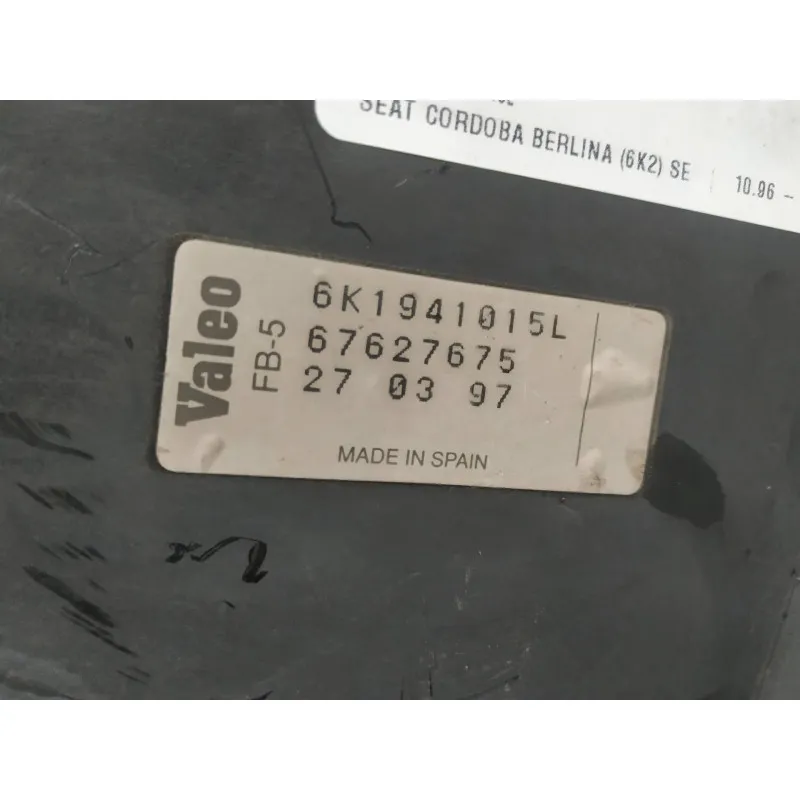 SEAT CORDOBA BERLINA (6K2) SE | 10.96 -
Valeo
FB-5
6K1941015L
67627675
27 03 97
MADE IN SPAIN